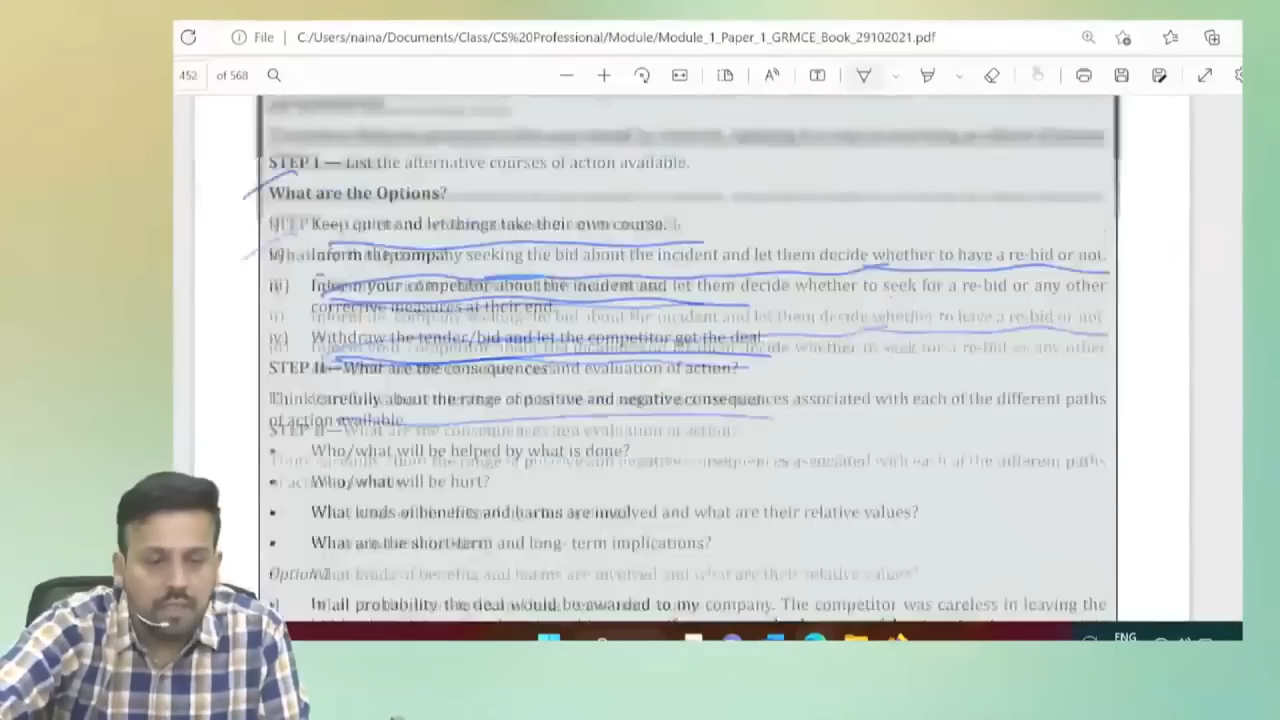 File C:/Users/naina/Documents/Class/CS%20Professional/Module/Module_1_Paper_1_GRMCE_Book_29102021.pdf
452 of 568
STEP I — List the alternative courses of action available.
What are the Options?
i) Keep quiet and let things take their own course.
ii) Inform the company seeking the bid about the incident and let them decide whether to have a re-bid or not.
iii) Inform your competitor about the incident and let them decide whether to seek for a re-bid or any other
corrective measures at their end.
iv) Withdraw the tender/bid and let the competitor get the deal.
STEP II—What are the consequences and evaluation of action?
Think carefully about the range of positive and negative consequences associated with each of the different paths
of action available.
• Who/what will be helped by what is done?
• Who/what will be hurt?
• What kinds of benefits and harms are involved and what are their relative values?
• What are the short-term and long- term implications?
• In all probability the deal would be awarded to my company. The competitor was careless in leaving the
ENG